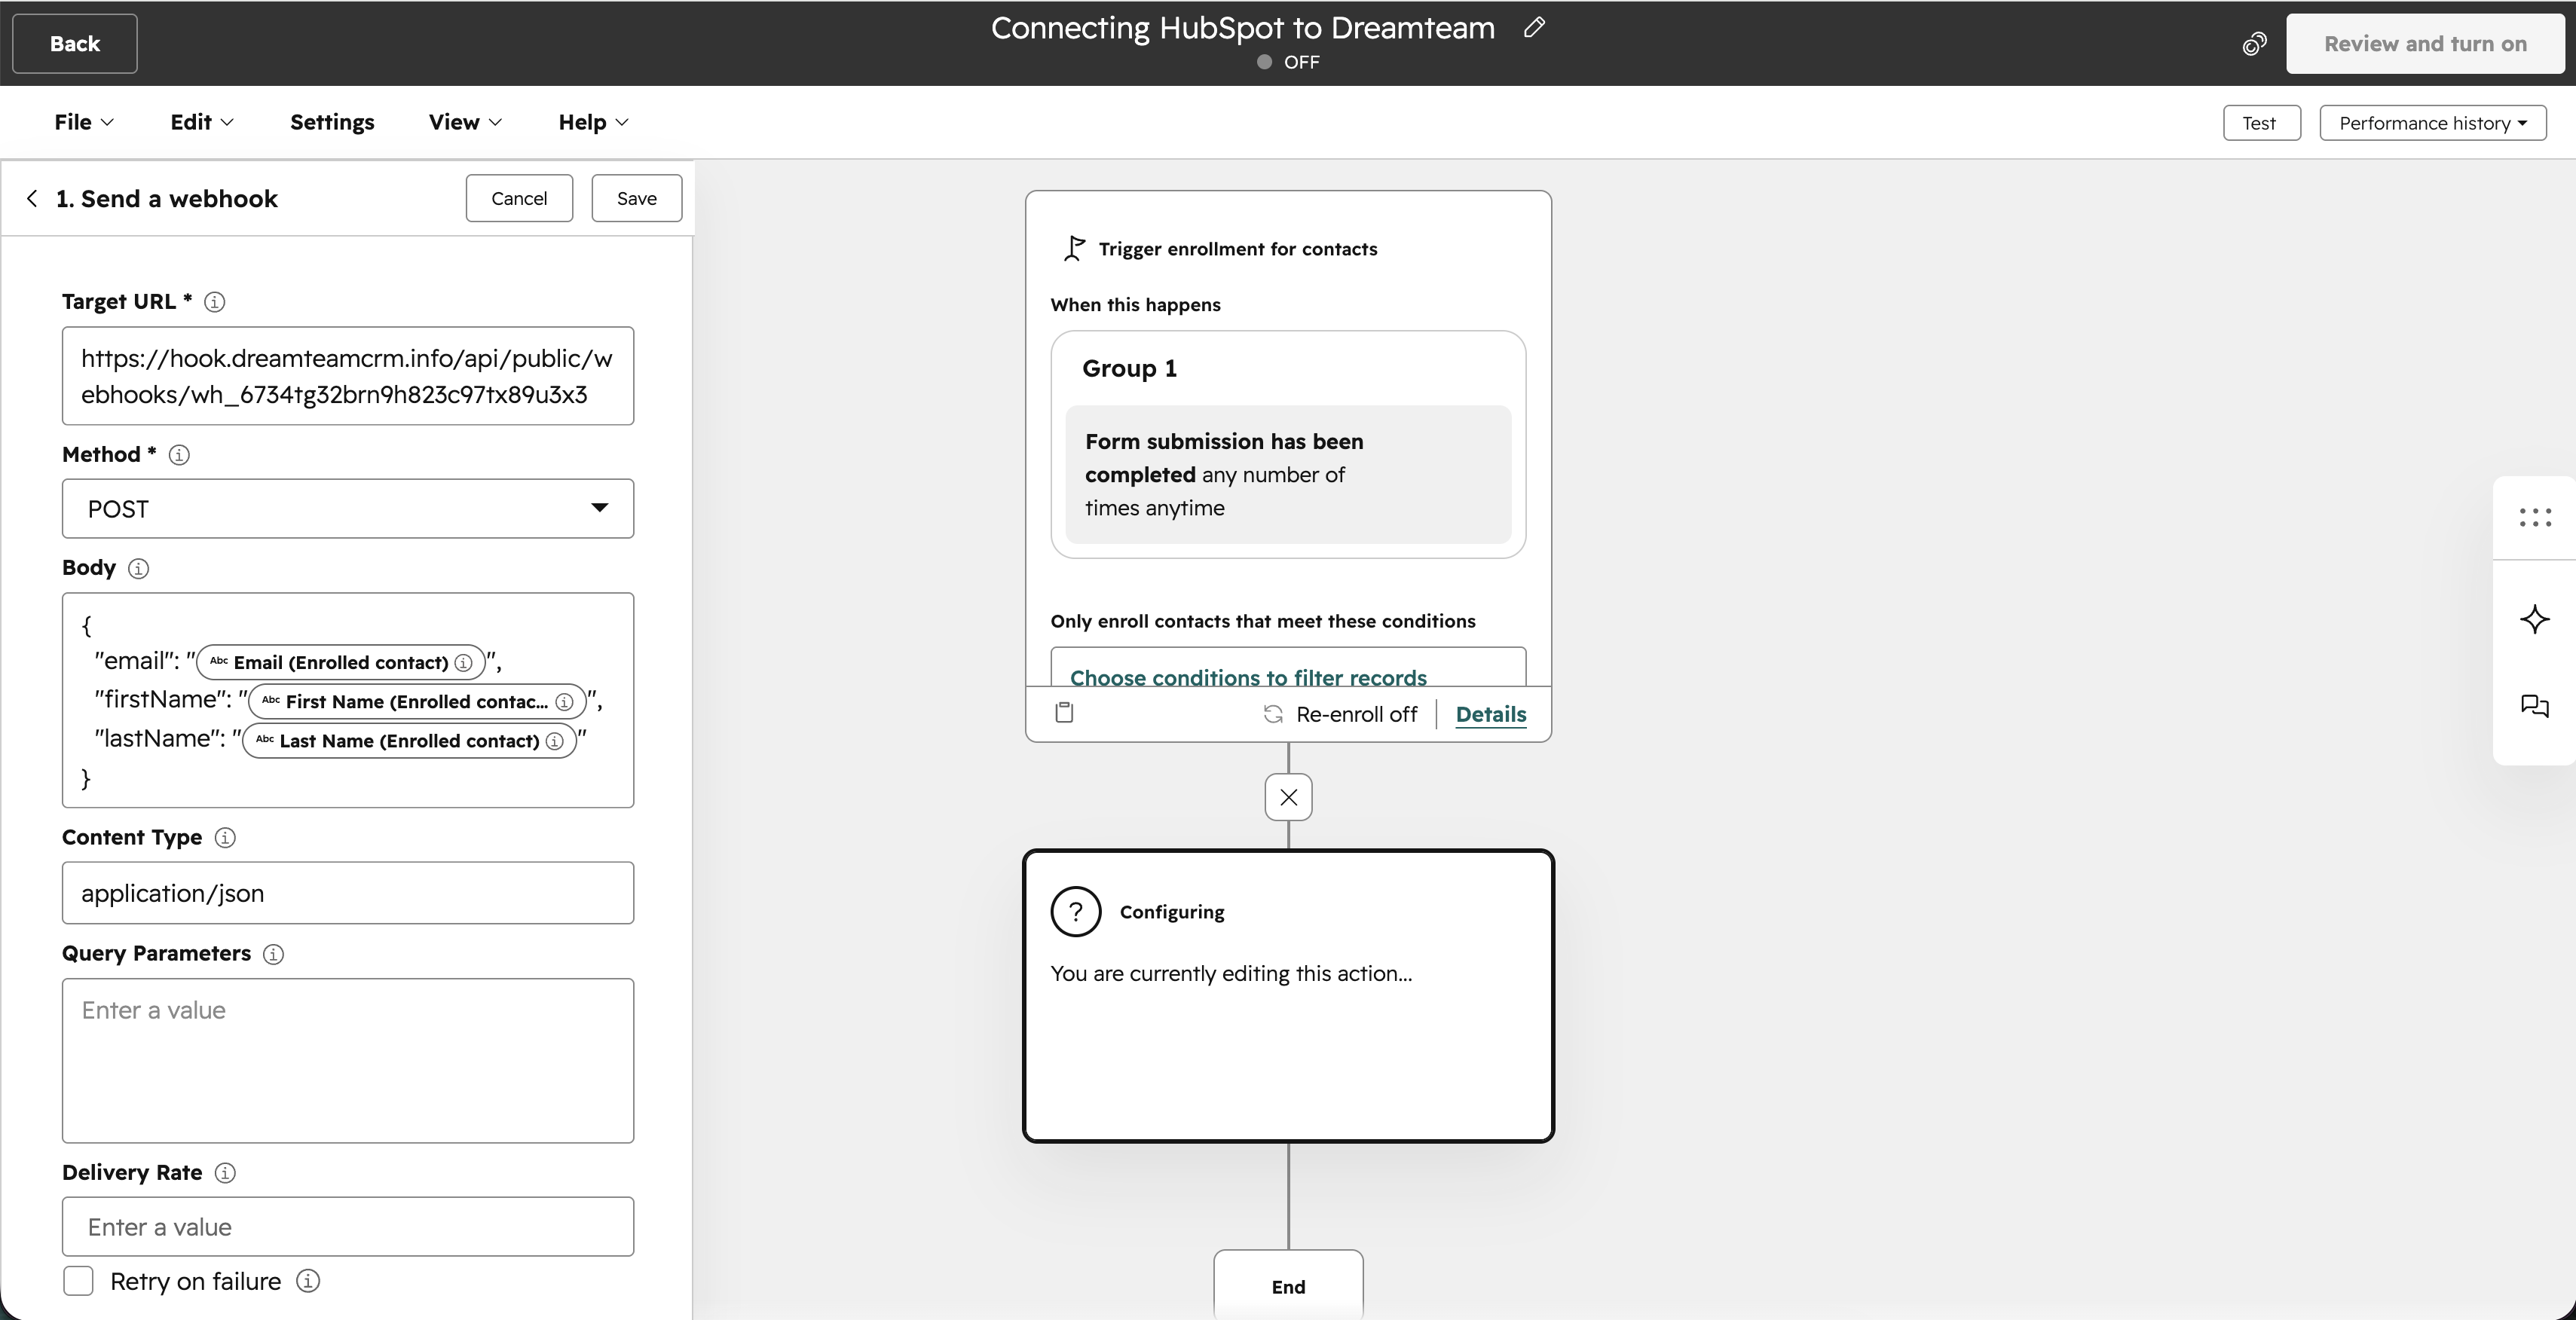 Back
Connecting HubSpot to Dreamteam
OFF
Review and turn on
File
Edit
Settings
View
Help
Test
Performance history
1. Send a webhook
Cancel
Save
Target URL *
https://hook.dreamteamcrm.info/api/public/w
ebhooks/wh_6734tg32brn9h823c97tx89u3x3
Method *
POST
Body
{
"email": "Abc Email (Enrolled contact)",
"firstName": "Abc First Name (Enrolled contac...",
"lastName": "Abc Last Name (Enrolled contact)"
}
Content Type
application/json
Query Parameters
Enter a value
Delivery Rate
Enter a value
Retry on failure
Trigger enrollment for contacts
When this happens
Group 1
Form submission has been
completed any number of
times anytime
Only enroll contacts that meet these conditions
Choose conditions to filter records
Re-enroll off
Details
? Configuring
You are currently editing this action...
End